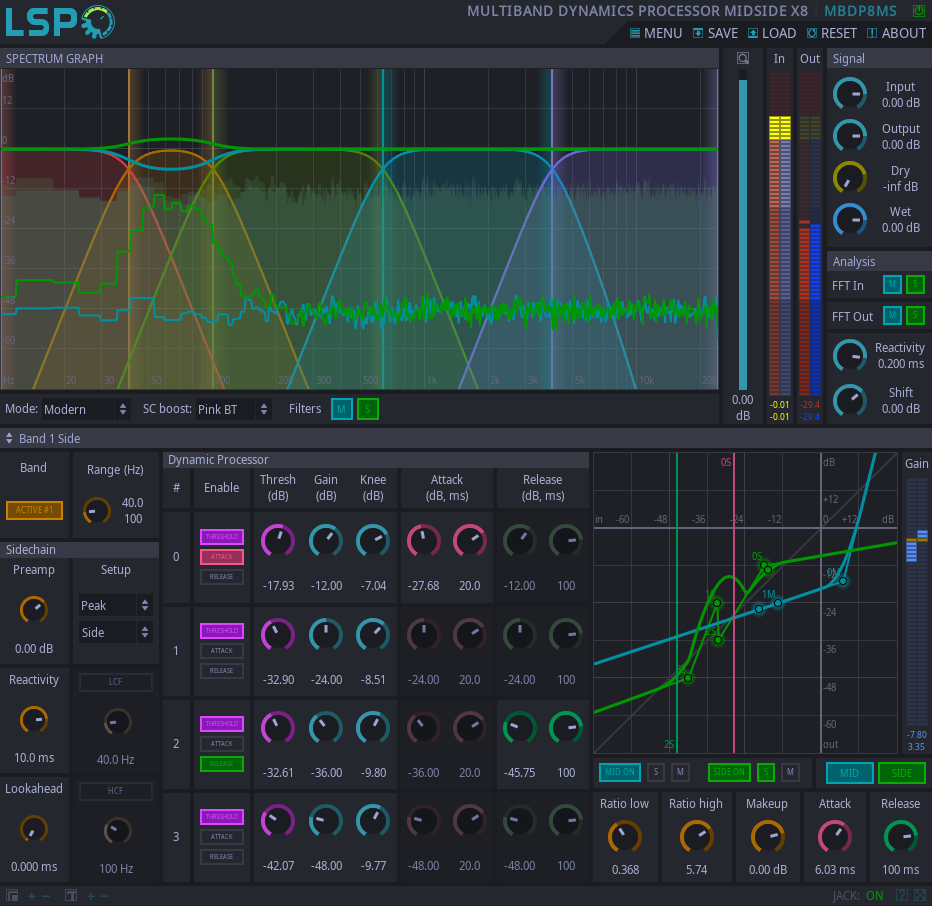 LSP
MULTIBAND DYNAMICS PROCESSOR MIDSIDE X8 MBDP8MS
MENU SAVE LOAD RESET ABOUT
SPECTRUM GRAPH
dB
12
0
-12
-24
-36
-48
-60
Hz 20 30 50 100 200 300 500 1k 2k 3k 5k 10k 20k
Mode: Modern SC boost: Pink BT Filters M S
0.00
dB
In Out
-0.01 -29.4
-0.01 -29.4
Signal
Input
0.00 dB
Output
0.00 dB
Dry
-inf dB
Wet
0.00 dB
Analysis
FFT In M S
FFT Out M S
Reactivity
0.200 ms
Shift
0.00 dB
Band 1 Side
Band
ACTIVE #1
Range (Hz)
40.0
100
Sidechain
Preamp
0.00 dB
Setup
Peak
Side
Reactivity
10.0 ms
LCF
40.0 Hz
Lookahead
0.000 ms
HCF
100 Hz
Dynamic Processor
# Enable Thresh (dB) Gain (dB) Knee (dB) Attack (dB, ms) Release (dB, ms)
0
THRESHOLD
ATTACK
RELEASE
-17.93 -12.00 -7.04 -27.68 20.0 -12.00 100
1
THRESHOLD
ATTACK
RELEASE
-32.90 -24.00 -8.51 -24.00 20.0 -24.00 100
2
THRESHOLD
ATTACK
RELEASE
-32.61 -36.00 -9.80 -36.00 20.0 -45.75 100
3
THRESHOLD
ATTACK
RELEASE
-42.07 -48.00 -9.77 -48.00 20.0 -48.00 100
0S dB
+12
in -60 -48 -36 -24 -12 0 +12 dB
0S
0M
-12
1M
-24
-36
-48
-60
2S out
Gain
-7.80
3.35
MID ON S M SIDE ON S M MID SIDE
Ratio low
0.368
Ratio high
5.74
Makeup
0.00 dB
Attack
6.03 ms
Release
100 ms
JACK: ON